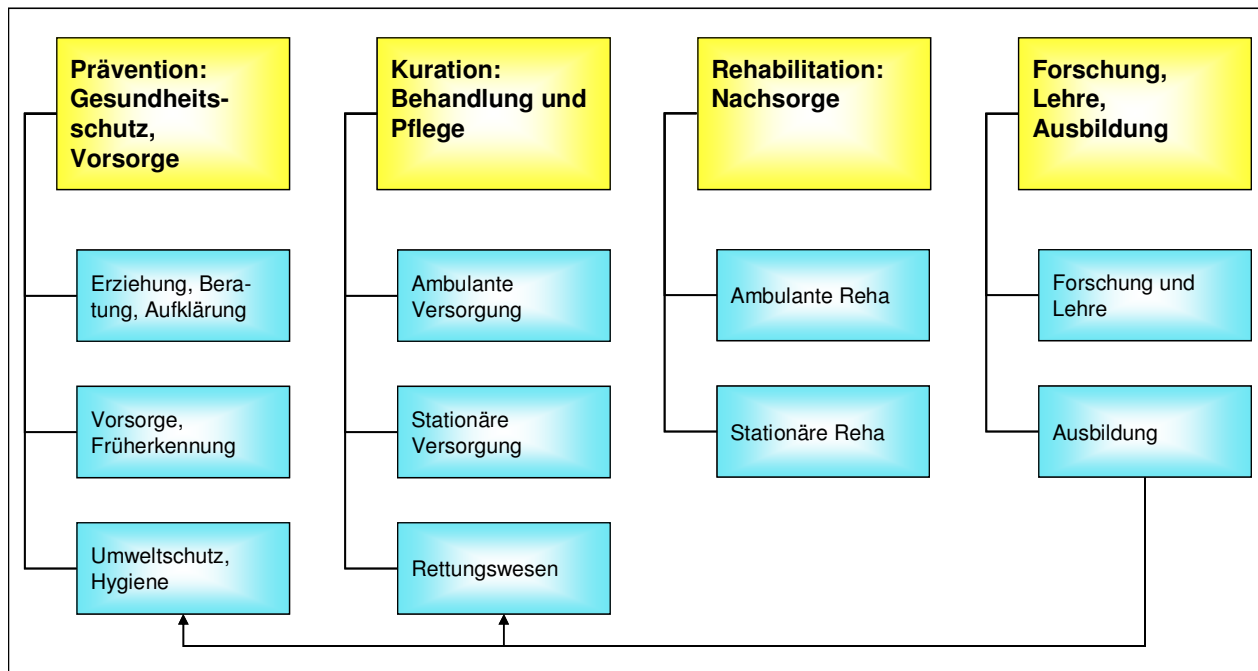 Prävention:
Gesundheits-
schutz,
Vorsorge
Kuration:
Behandlung und
Pflege
Rehabilitation:
Nachsorge
Forschung,
Lehre,
Ausbildung
Erziehung, Bera-
tung, Aufklärung
Ambulante
Versorgung
Ambulante Reha
Forschung und
Lehre
Vorsorge,
Früherkennung
Stationäre
Versorgung
Stationäre Reha
Ausbildung
Umweltschutz,
Hygiene
Rettungswesen